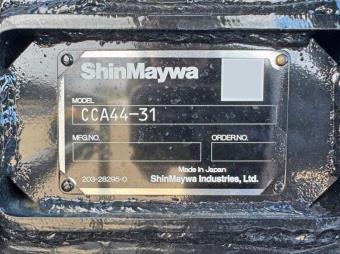 ShinMaywa
MODEL
CCA44-31
MFG.NO. ORDER.NO.
Made in Japan
203-28295-0 ShinMaywa Industries, Ltd.